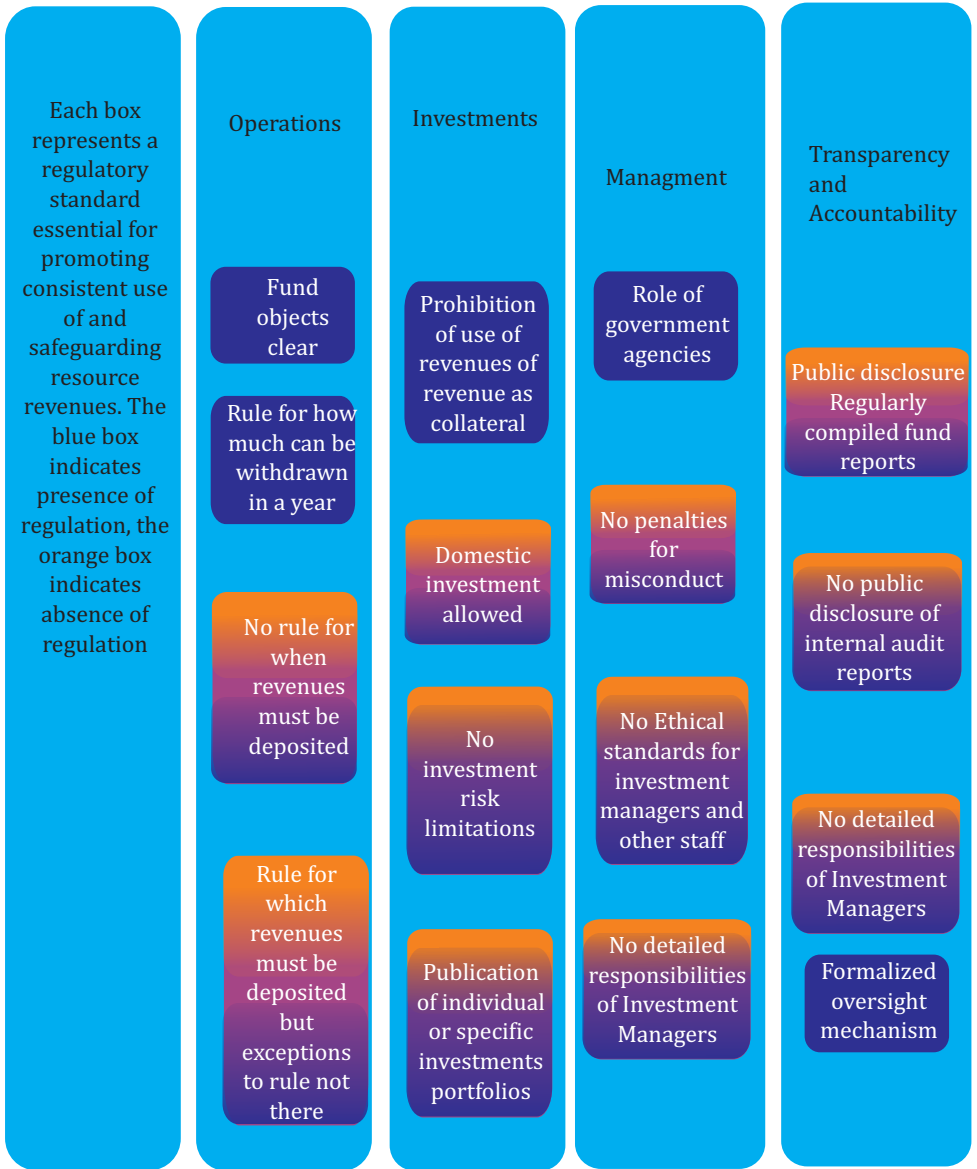 Each box
represents a
regulatory
standard
essential for
promoting
consistent use
of and
safeguarding
resource
revenues. The
blue box
indicates
presence of
regulation, the
orange box
indicates
absence of
regulation
Operations
Fund
objects
clear
Rule for how
much can be
withdrawn
in a year
No rule for
when
revenues
must be
deposited
Rule for
which
revenues
must be
deposited
but
exceptions
to rule not
there
Investments
Prohibition
of use of
revenues of
revenue as
collateral
Domestic
investment
allowed
No
investment
risk
limitations
Publication
of individual
or specific
investments
portfolios
Managment
Role of
government
agencies
No penalties
for
misconduct
No Ethical
standards for
investment
managers and
other staff
No detailed
responsibilities
of Investment
Managers
Transparency
and
Accountability
Public disclosure
Regularly
compiled fund
reports
No public
disclosure of
internal audit
reports
No detailed
responsibilities
of Investment
Managers
Formalized
oversight
mechanism